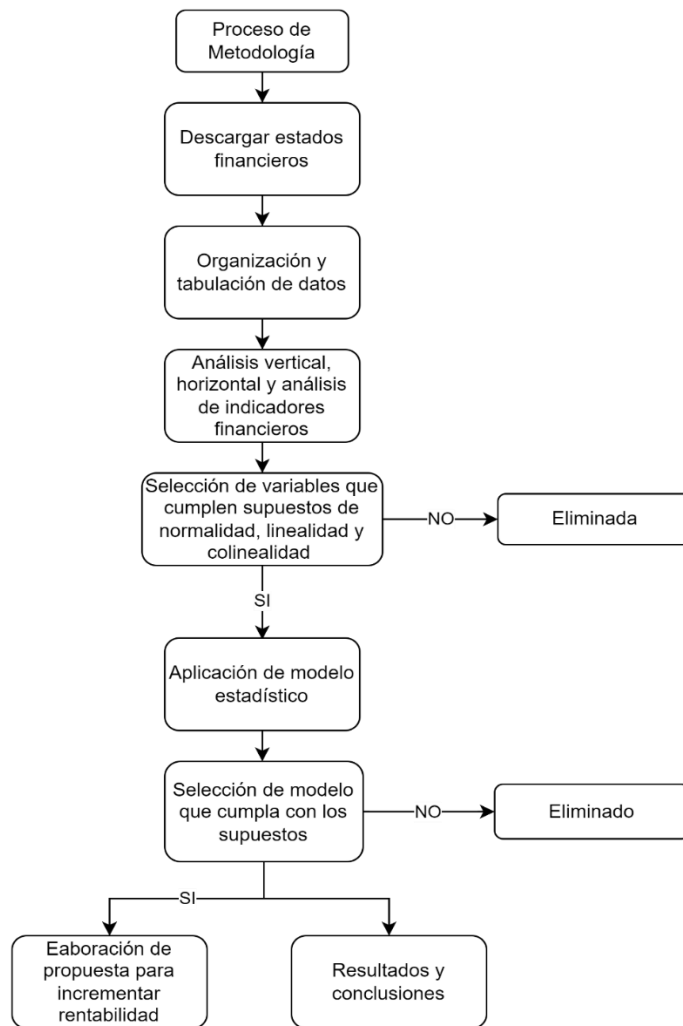 Proceso de
Metodología
Descargar estados
financieros
Organización y
tabulación de datos
Análisis vertical,
horizontal y análisis
de indicadores
financieros
Selección de variables que
cumplen supuestos de
normalidad, linealidad y
colinealidad
NO
Eliminada
SI
Aplicación de modelo
estadístico
Selección de modelo
que cumpla con los
supuestos
NO
Eliminado
SI
Eaboración de
propuesta para
incrementar
rentabilidad
Resultados y
conclusiones